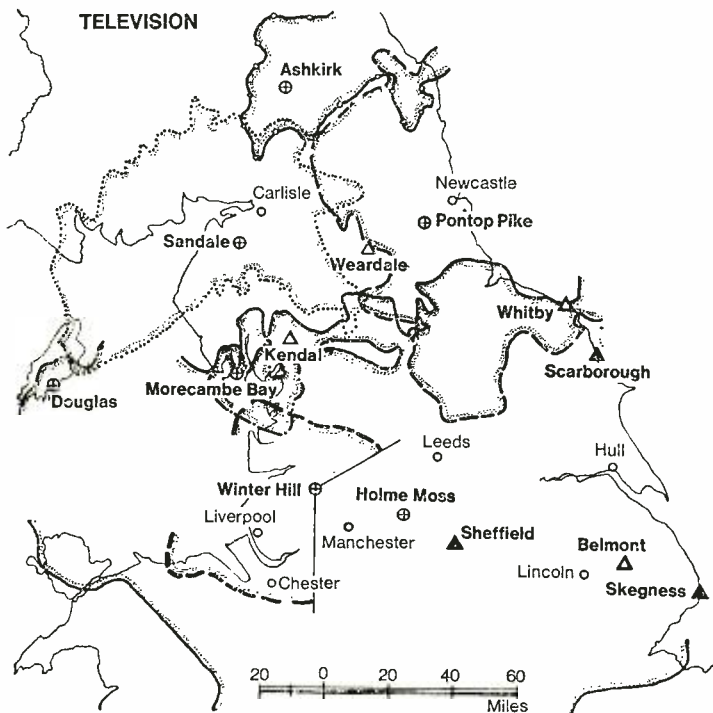 TELEVISION
Ashkirk
Carlisle
Newcastle
Pontop Pike
Sandale
Weardale
Whitby
Kendal
Scarborough
Morecambe Bay
Douglas
Leeds
Hull
Winter Hill
Holme Moss
Liverpool
Manchester
Sheffield
Belmont
Chester
Lincoln
Skegness
20 0 20 40 60
Miles